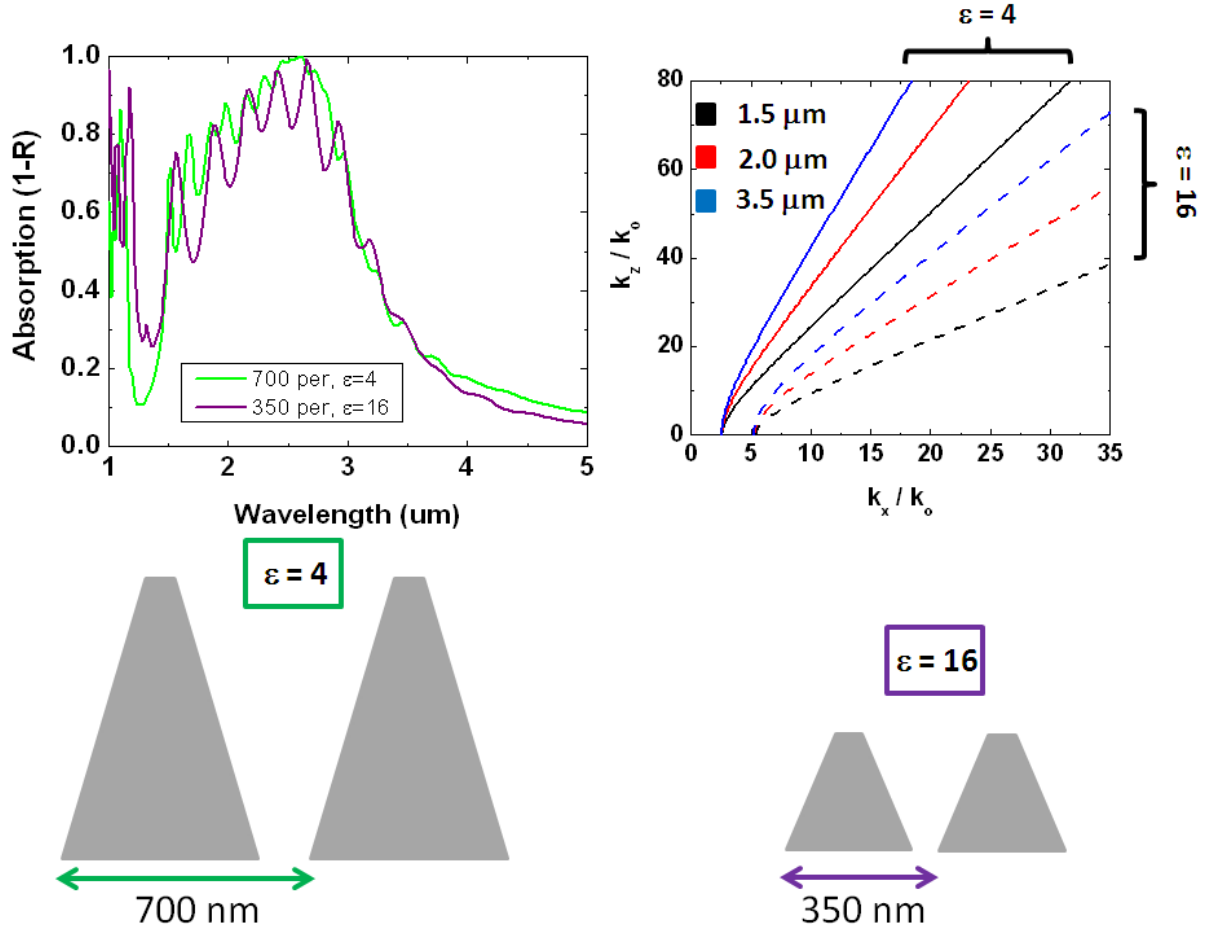 1.0
0.8
0.6
0.4
0.2
0.0
1
2
3
4
5
Absorption (1-R)
Wavelength (um)
700 per, ε=4
350 per, ε=16
ε = 4
80
60
40
20
0
0
5
10
15
20
25
30
35
1.5 μm
2.0 μm
3.5 μm
ε = 16
k_z / k_o
k_x / k_o
ε = 4
700 nm
ε = 16
350 nm